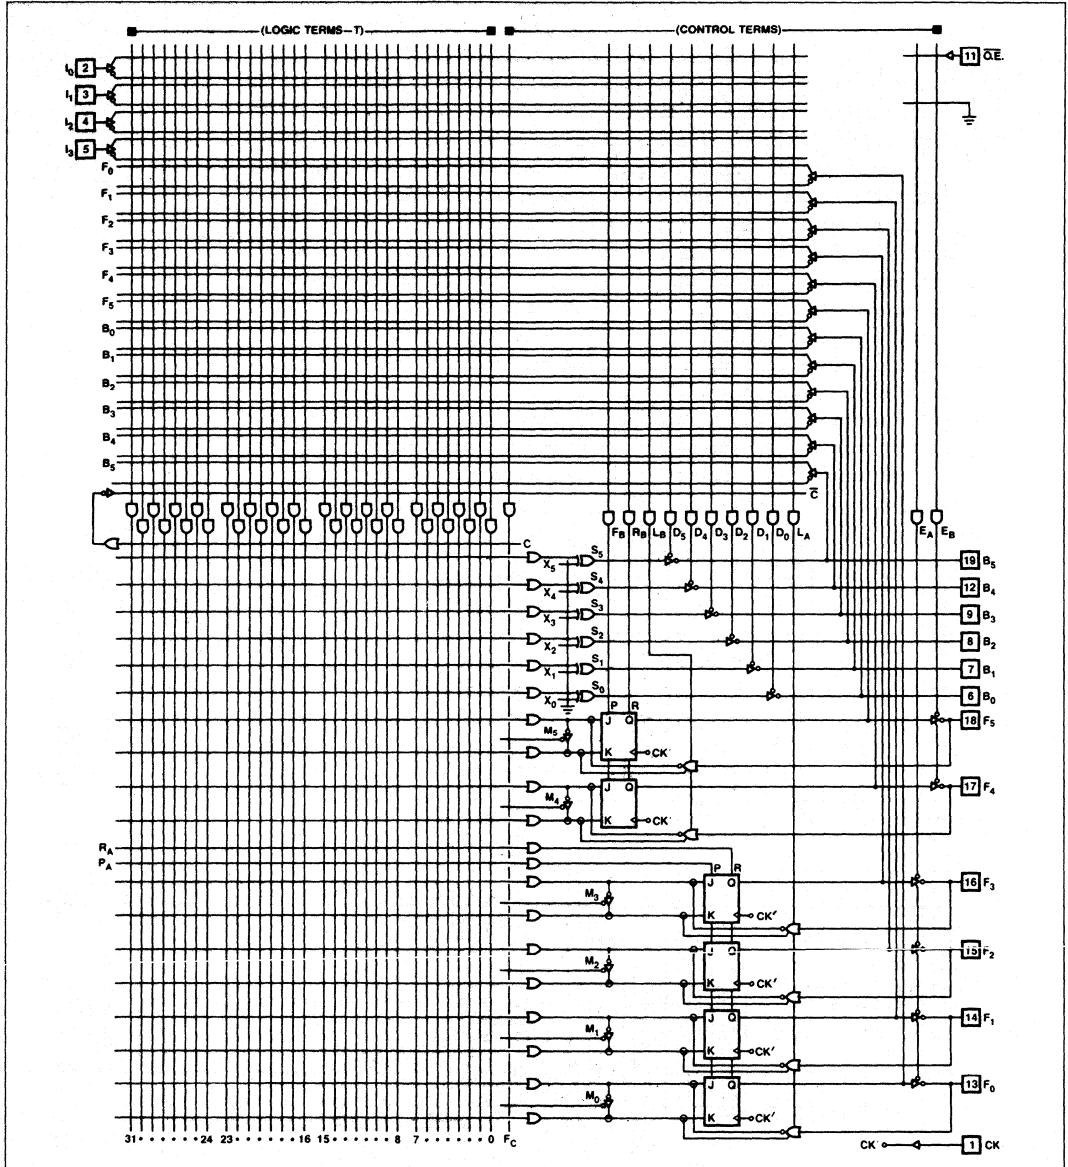 (LOGIC TERMS—T) (CONTROL TERMS)
11 O.E.
I0 2
I1 3
I2 4
I3 5
F0
F1
F2
F3
F4
F5
B0
B1
B2
B3
B4
B5
C
FB RB LB D5 D4 D3 D2 D1 D0 LA EA EB
C
X5 S5 19 B5
X4 S4 12 B4
X3 S3 9 B3
X2 S2 8 B2
X1 S1 7 B1
X0 S0 6 B0
P R
J Q 18 F5
M5
K CK
J Q 17 F4
M4
K CK
RA
PA
P R
J Q 16 F3
M3
K CK′
J Q 15 F2
M2
K CK′
J Q 14 F1
M1
K CK′
J Q 13 F0
M0
K CK′
31 • • • • • • 24 23 • • • • • • 16 15 • • • • • • 8 7 • • • • • • 0 FC
CK 1 CK